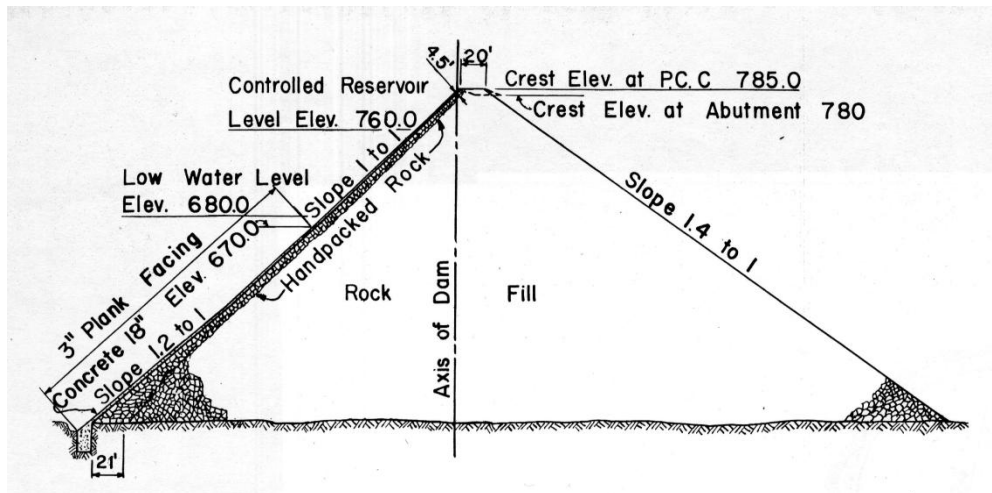 4.5'
20'
Controlled Reservoir
Level Elev. 760.0
Crest Elev. at P.C.C 785.0
Crest Elev. at Abutment 780
Low Water Level
Elev. 680.0
Slope 1 to 1
Handpacked Rock
Elev. 670.0
3" Plank Facing
Concrete 18"
Slope 1.2 to 1
Slope 1.4 to 1
Rock
Axis of Dam
Fill
21'